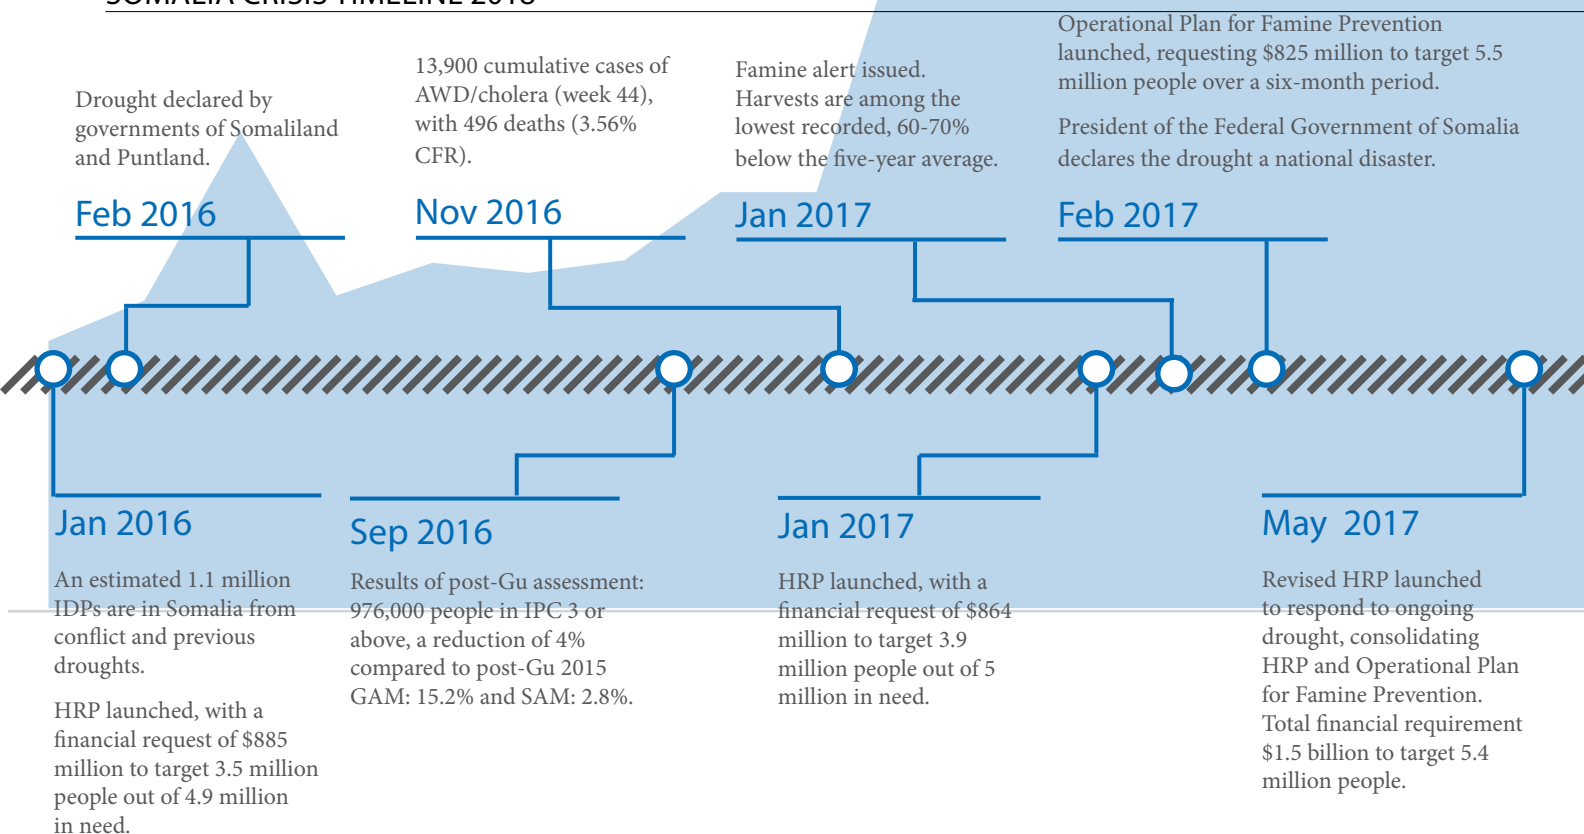 SOMALIA CRISIS TIMELINE 2018
Drought declared by
governments of Somaliland
and Puntland.
Feb 2016
13,900 cumulative cases of
AWD/cholera (week 44),
with 496 deaths (3.56%
CFR).
Nov 2016
Famine alert issued.
Harvests are among the
lowest recorded, 60-70%
below the five-year average.
Jan 2017
Operational Plan for Famine Prevention
launched, requesting $825 million to target 5.5
million people over a six-month period.
President of the Federal Government of Somalia
declares the drought a national disaster.
Feb 2017
Jan 2016
An estimated 1.1 million
IDPs are in Somalia from
conflict and previous
droughts.
HRP launched, with a
financial request of $885
million to target 3.5 million
people out of 4.9 million
in need.
Sep 2016
Results of post-Gu assessment:
976,000 people in IPC 3 or
above, a reduction of 4%
compared to post-Gu 2015
GAM: 15.2% and SAM: 2.8%.
Jan 2017
HRP launched, with a
financial request of $864
million to target 3.9
million people out of 5
million in need.
May 2017
Revised HRP launched
to respond to ongoing
drought, consolidating
HRP and Operational Plan
for Famine Prevention.
Total financial requirement
$1.5 billion to target 5.4
million people.